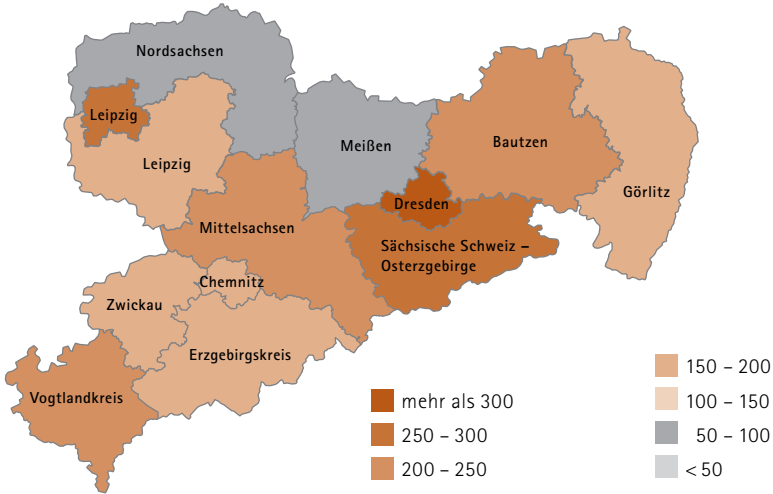 Nordsachsen
Leipzig
Leipzig
Meißen
Bautzen
Görlitz
Dresden
Mittelsachsen
Sächsische Schweiz –
Osterzgebirge
Chemnitz
Zwickau
Erzgebirgskreis
Vogtlandkreis
mehr als 300
250 – 300
200 – 250
150 – 200
100 – 150
50 – 100
< 50